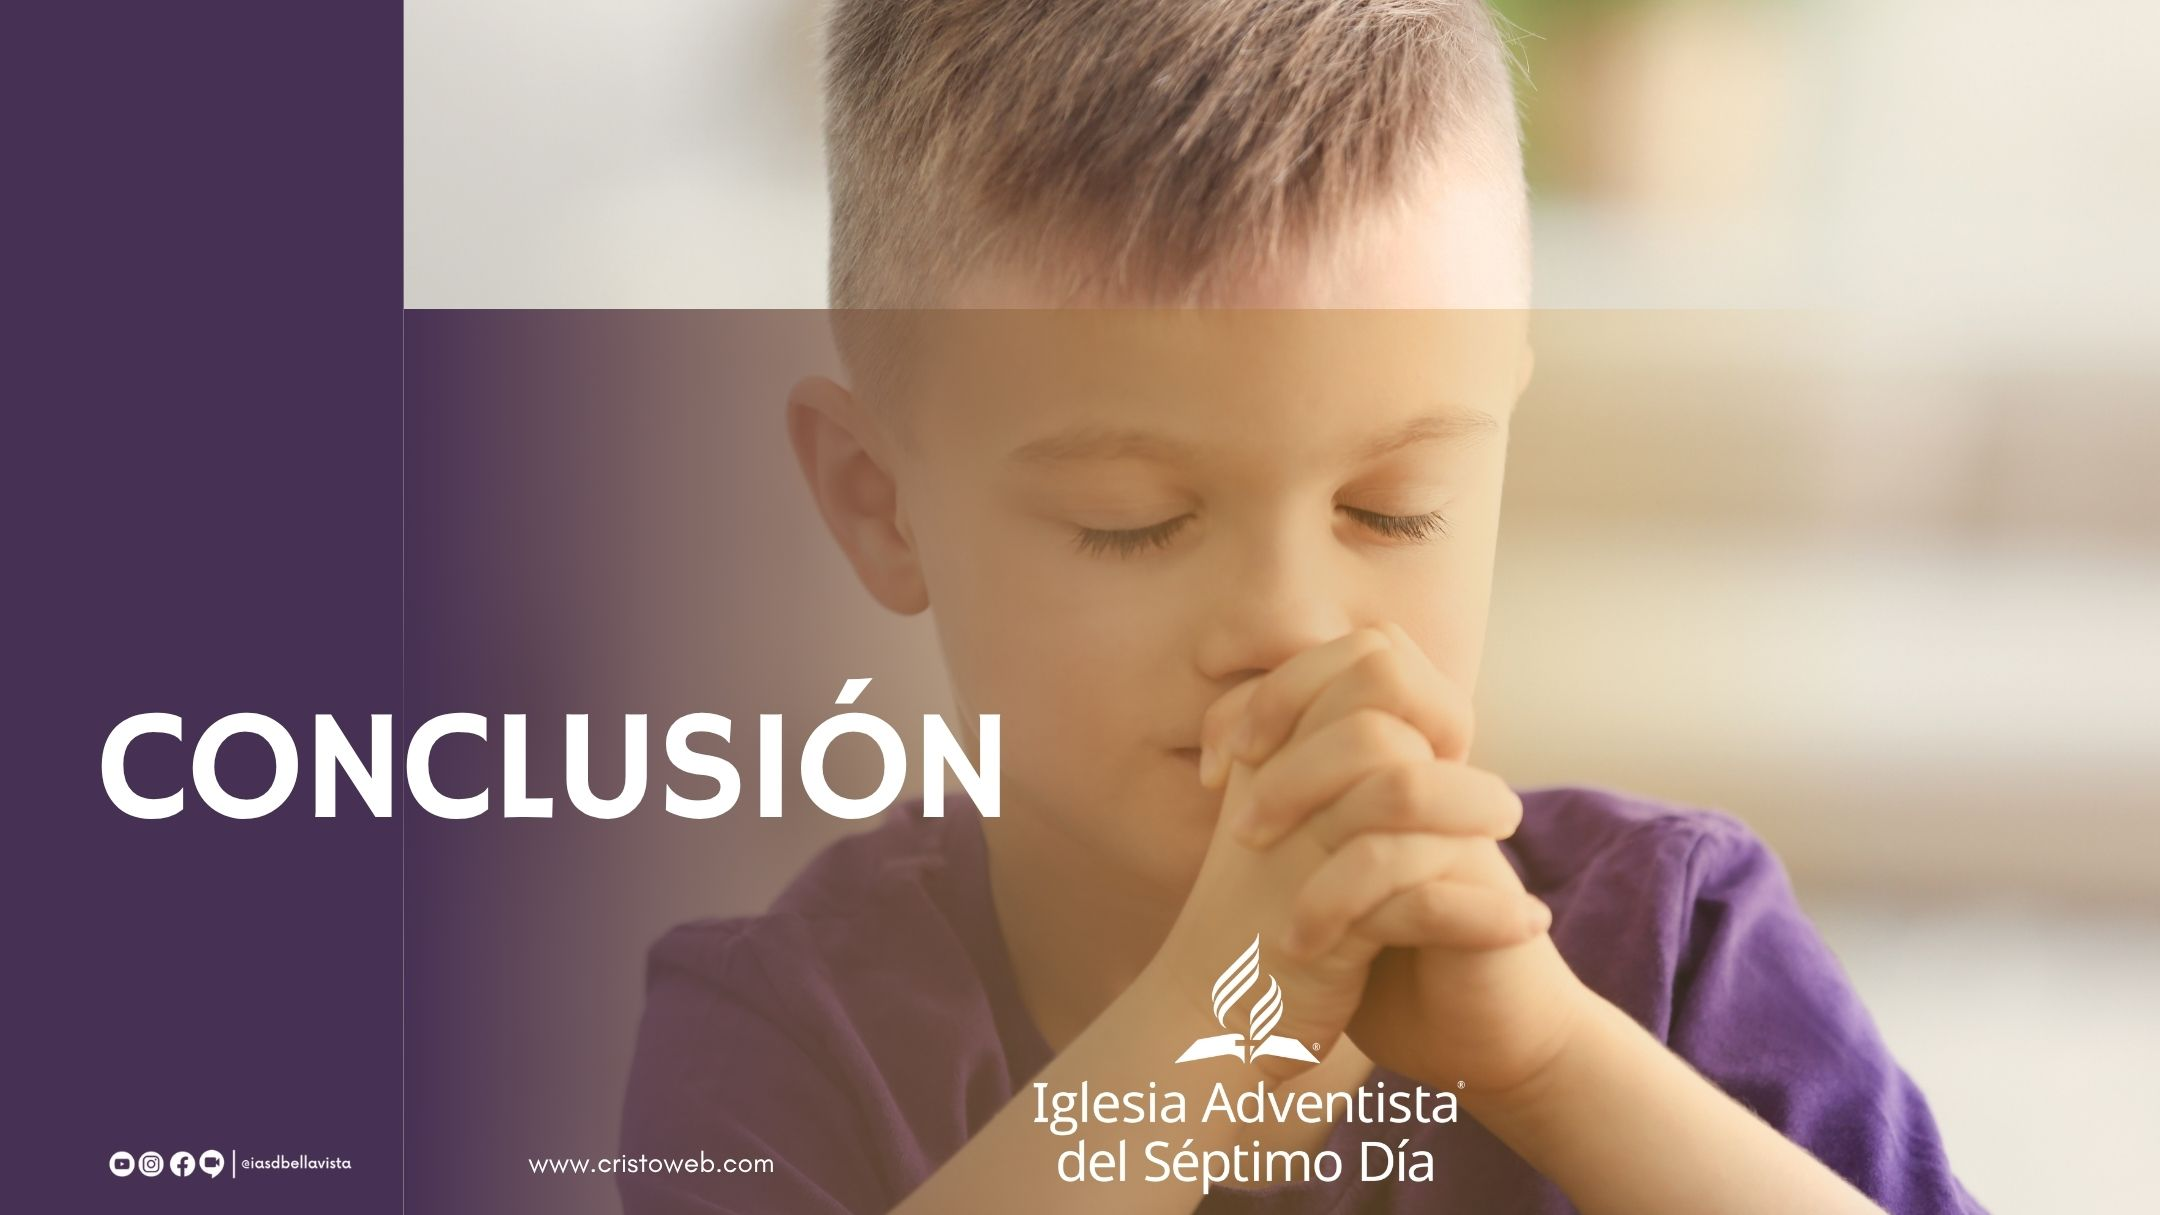 CONCLUSIÓN
Iglesia Adventista®
del Séptimo Día
@iasdbellavista
www.cristoweb.com